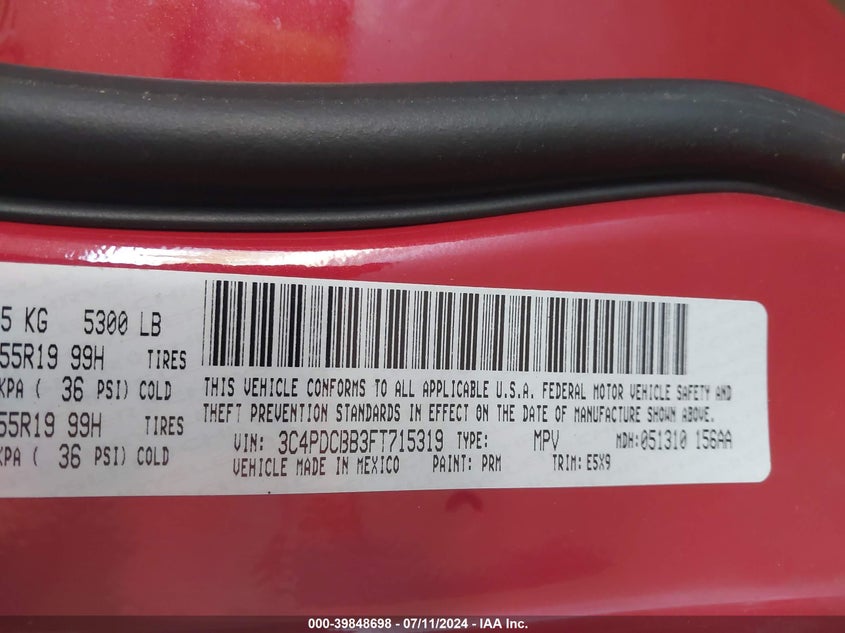 5 KG 5300 LB
55R19 99H TIRES
KPA ( 36 PSI) COLD
55R19 99H TIRES
KPA ( 36 PSI) COLD
THIS VEHICLE CONFORMS TO ALL APPLICABLE U.S.A. FEDERAL MOTOR VEHICLE SAFETY AND
THEFT PREVENTION STANDARDS IN EFFECT ON THE DATE OF MANUFACTURE SHOWN ABOVE.
VIN: 3C4PDCBB3FT715319 TYPE: MPV MDH:051310 156AA
VEHICLE MADE IN MEXICO PAINT: PRM TRIM: E5X9
000-39848698 - 07/11/2024 - IAA Inc.